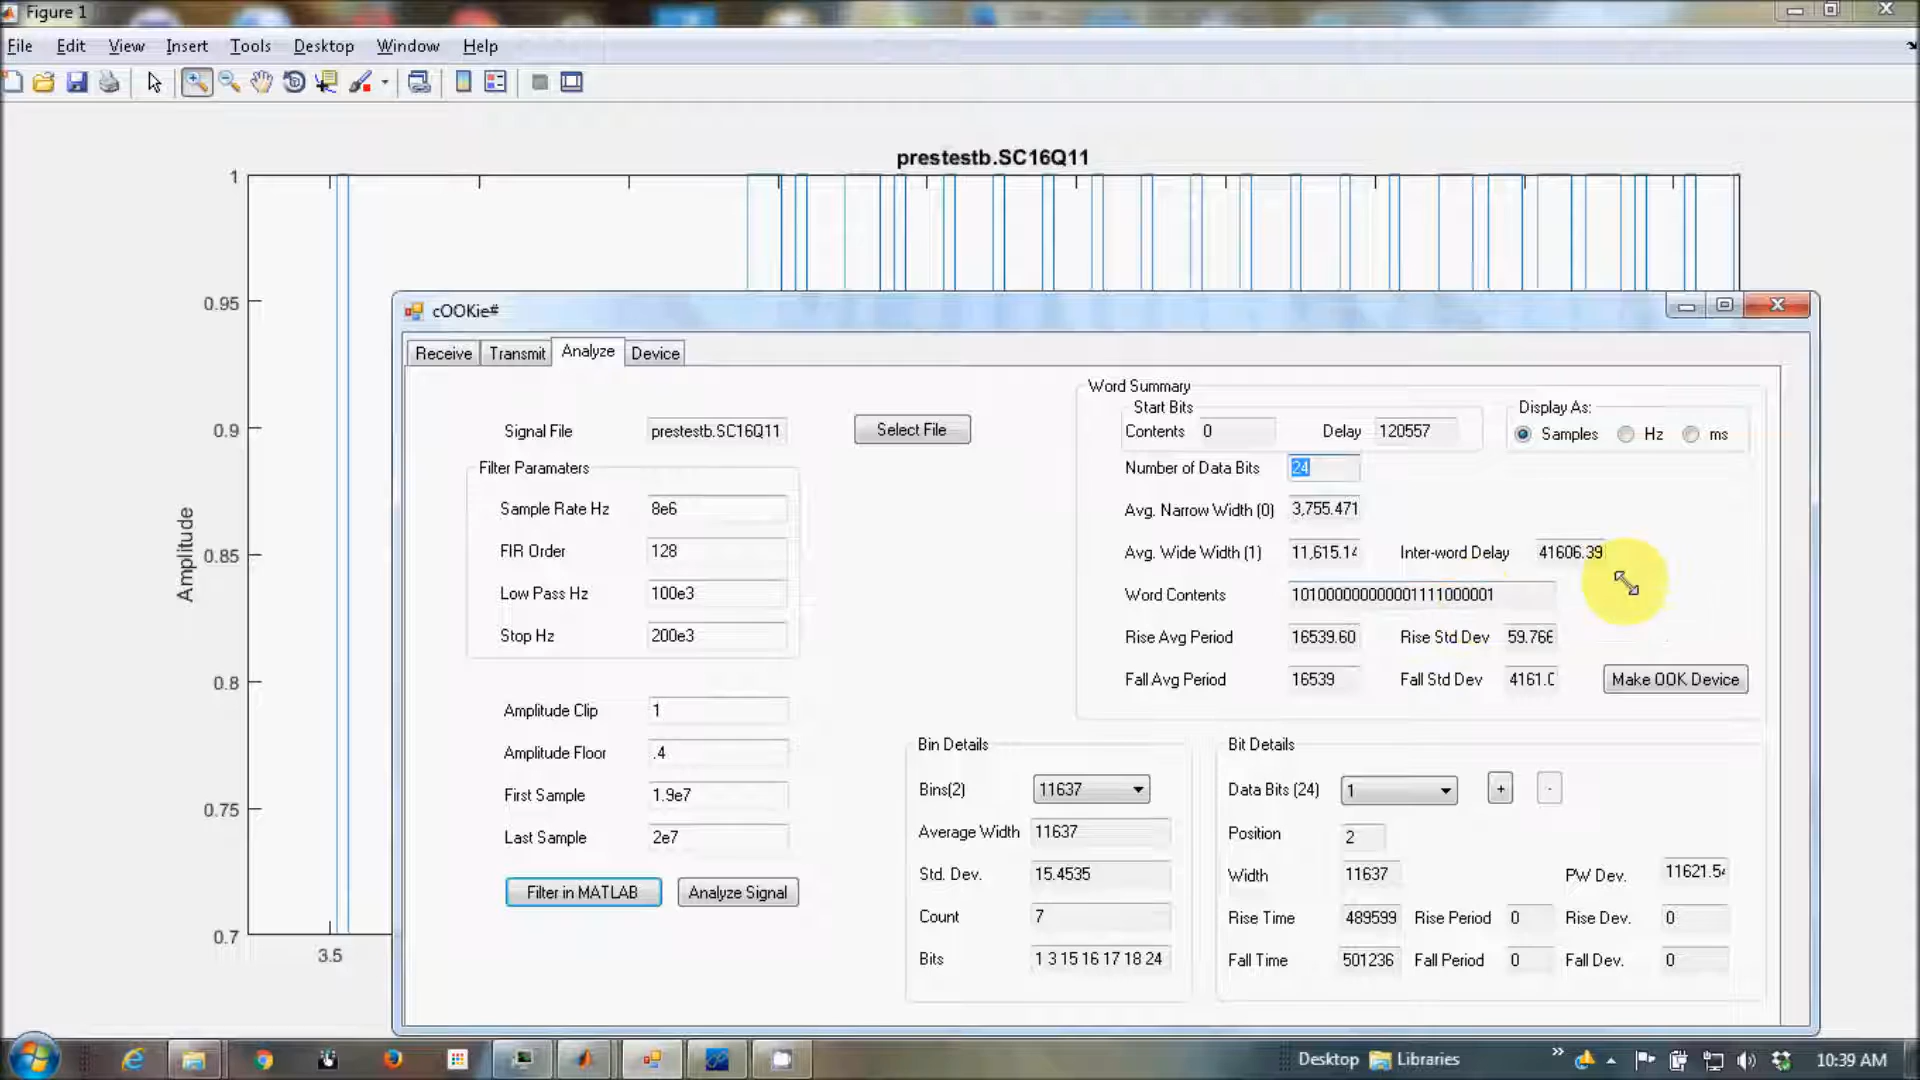 Figure 1
File Edit View Insert Tools Desktop Window Help
prestestb.SC16Q11
1
0.95
0.9
0.85
0.8
0.75
0.7
Amplitude
3.5
cOOKie#
Receive Transmit Analyze Device
Signal File prestestb.SC16Q11 Select File
Filter Paramaters
Sample Rate Hz 8e6
FIR Order 128
Low Pass Hz 100e3
Stop Hz 200e3
Amplitude Clip 1
Amplitude Floor .4
First Sample 1.9e7
Last Sample 2e7
Filter in MATLAB Analyze Signal
Word Summary
Start Bits
Contents 0 Delay 120557
Display As:
Samples Hz ms
Number of Data Bits 24
Avg. Narrow Width (0) 3,755.471
Avg. Wide Width (1) 11,615.14 Inter-word Delay 41606.39
Word Contents 101000000000001111000001
Rise Avg Period 16539.60 Rise Std Dev 59.766
Fall Avg Period 16539 Fall Std Dev 4161.0
Make OOK Device
Bin Details
Bins(2) 11637
Average Width 11637
Std. Dev. 15.4535
Count 7
Bits 1 3 15 16 17 18 24
Bit Details
Data Bits (24) 1 + -
Position 2
Width 11637 PW Dev. 11621.54
Rise Time 489599 Rise Period 0 Rise Dev. 0
Fall Time 501236 Fall Period 0 Fall Dev. 0
Desktop Libraries 10:39 AM